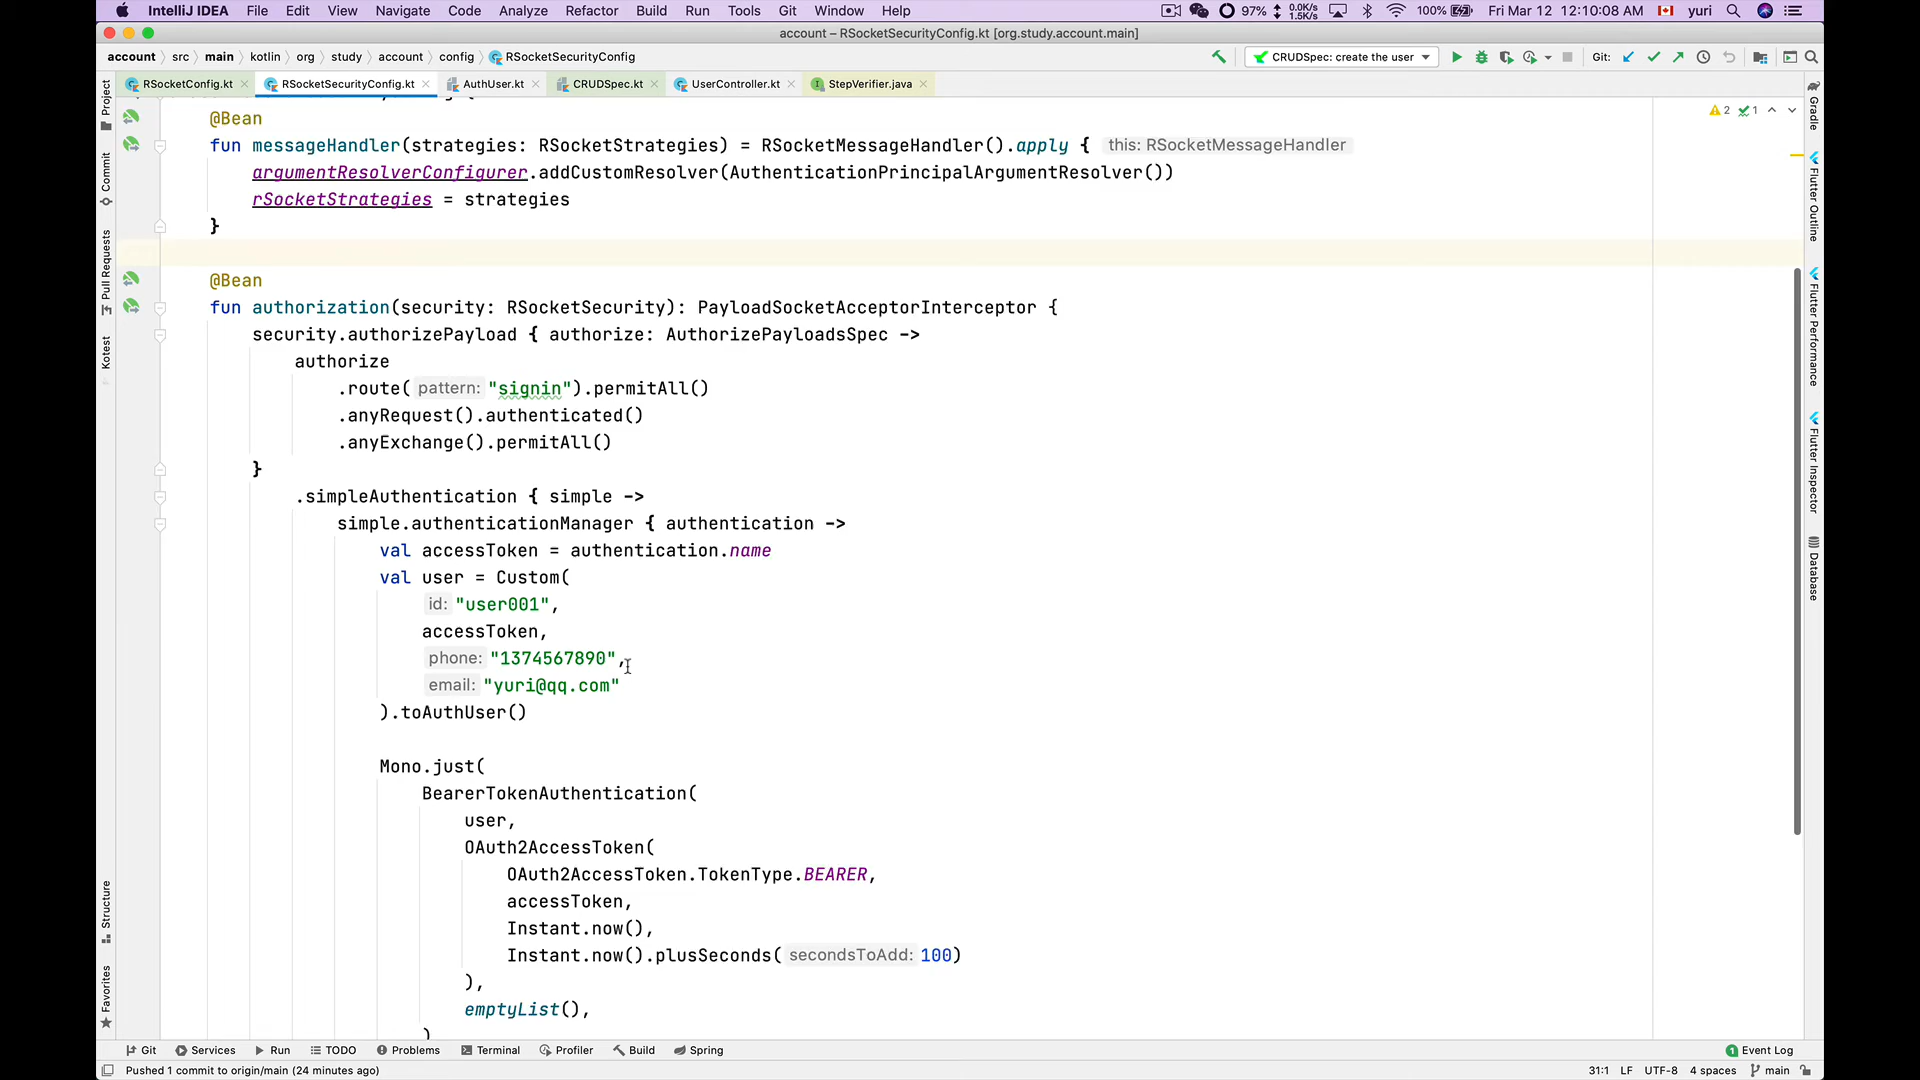 IntelliJ IDEA File Edit View Navigate Code Analyze Refactor Build Run Tools Git Window Help 97% 0.0K/s 1.5K/s 100% Fri Mar 12 12:10:08 AM yuri
account – RSocketSecurityConfig.kt [org.study.account.main]
account src main kotlin org study account config RSocketSecurityConfig CRUDSpec: create the user Git:
RSocketConfig.kt RSocketSecurityConfig.kt AuthUser.kt CRUDSpec.kt UserController.kt StepVerifier.java
Project
Commit
Pull Requests
Kotest
Structure
Favorites
2 1
@Bean
fun messageHandler(strategies: RSocketStrategies) = RSocketMessageHandler().apply { this: RSocketMessageHandler
argumentResolverConfigurer.addCustomResolver(AuthenticationPrincipalArgumentResolver())
rSocketStrategies = strategies
}
@Bean
fun authorization(security: RSocketSecurity): PayloadSocketAcceptorInterceptor {
security.authorizePayload { authorize: AuthorizePayloadsSpec ->
authorize
.route( pattern: "signin").permitAll()
.anyRequest().authenticated()
.anyExchange().permitAll()
}
.simpleAuthentication { simple ->
simple.authenticationManager { authentication ->
val accessToken = authentication.name
val user = Custom(
id: "user001",
accessToken,
phone: "1374567890",
email: "yuri@qq.com"
).toAuthUser()
Mono.just(
BearerTokenAuthentication(
user,
OAuth2AccessToken(
OAuth2AccessToken.TokenType.BEARER,
accessToken,
Instant.now(),
Instant.now().plusSeconds( secondsToAdd: 100)
),
emptyList(),
)
Gradle
Flutter Outline
Flutter Performance
Flutter Inspector
Database
Git Services Run TODO Problems Terminal Profiler Build Spring 1 Event Log
Pushed 1 commit to origin/main (24 minutes ago) 31:1 LF UTF-8 4 spaces main